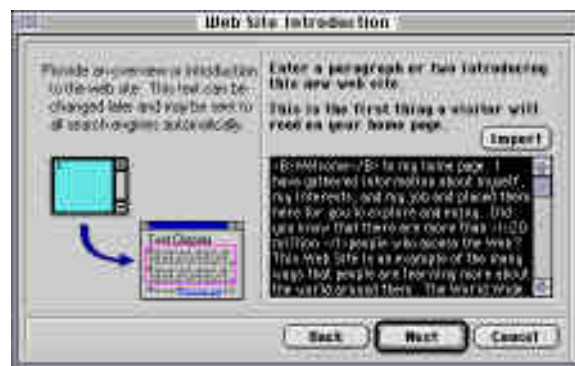 Web Site Introduction
Provide an overview or introduction
to the web site. This text can be
changed later and may be sent to
all search engines automatically.
Enter a paragraph or two introducing
this new web site.
This is the first thing a visitor will
read on your home page.
Import
<B>Welcome</B> to my home page. I
have gathered information about myself,
my interests, and my job and placed them
here for you to explore and enjoy. Did
you know that there are more than <I>20
million </I> people who access the Web?
This Web Site is an example of the many
ways that people are learning more about
the world around them. The World Wide
Text Display
Back
Next
Cancel